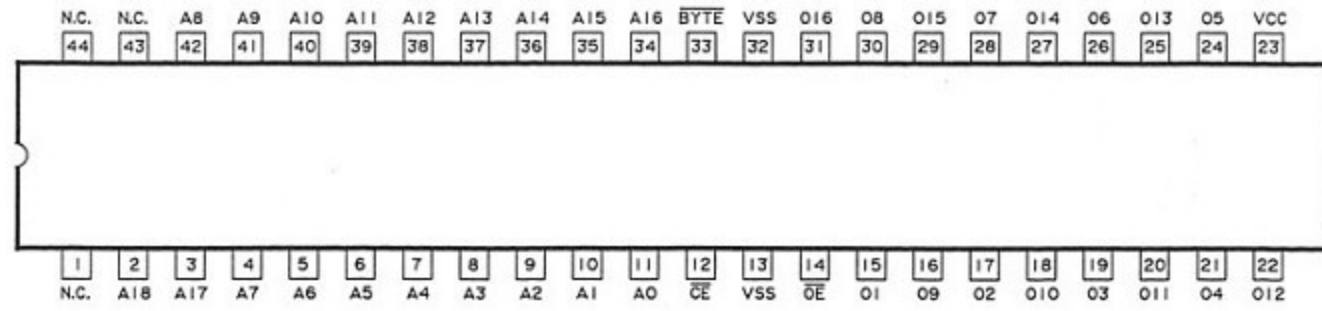 N.C. N.C. A8 A9 A10 A11 A12 A13 A14 A15 A16 BYTE VSS O16 O8 O15 O7 O14 O6 O13 O5 VCC
44 43 42 41 40 39 38 37 36 35 34 33 32 31 30 29 28 27 26 25 24 23
1 2 3 4 5 6 7 8 9 10 11 12 13 14 15 16 17 18 19 20 21 22
N.C. A18 A17 A7 A6 A5 A4 A3 A2 A1 A0 CE VSS OE O1 O9 O2 O10 O3 O11 O4 O12